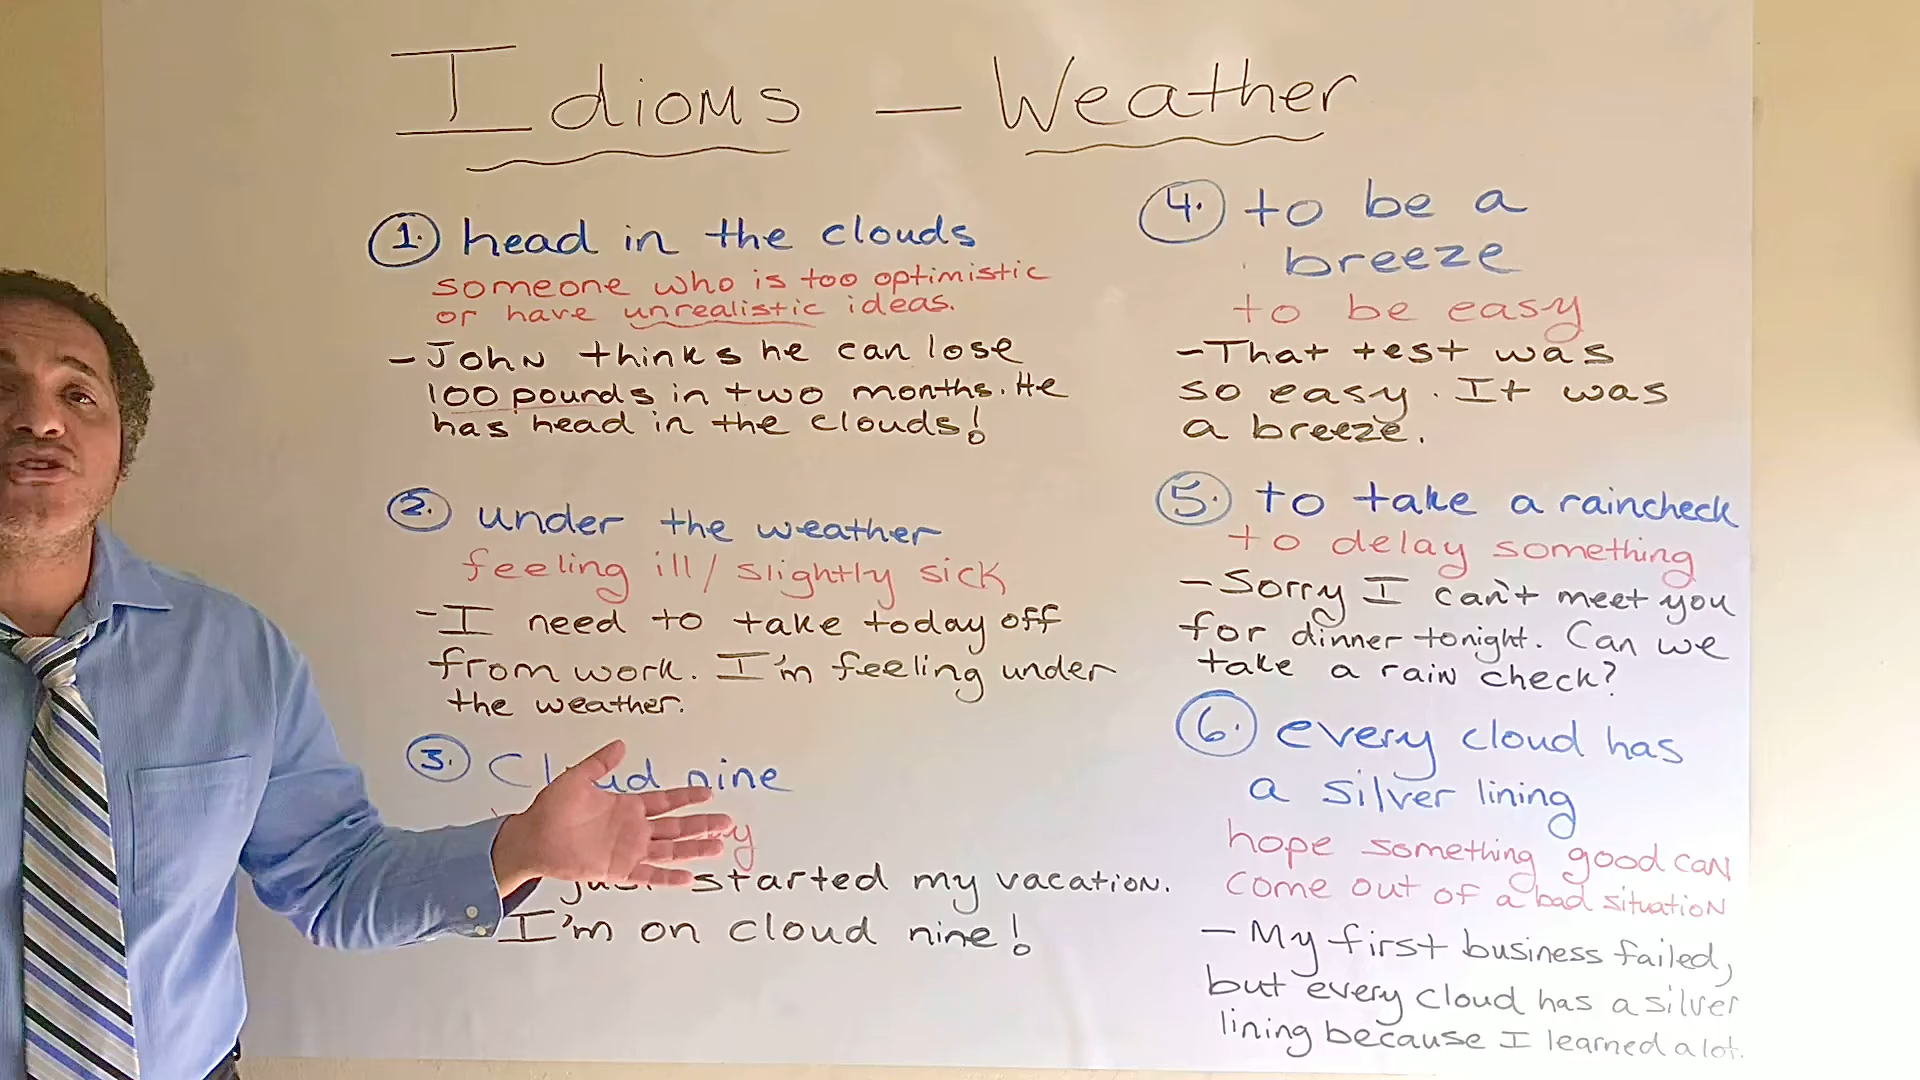 Idioms — Weather
1. head in the clouds
someone who is too optimistic
or have unrealistic ideas.
- John thinks he can lose
100 pounds in two months. He
has head in the clouds!
2. under the weather
feeling ill / slightly sick
- I need to take today off
from work. I'm feeling under
the weather.
3. Cloud nine
started my vacation.
I'm on cloud nine!
4. to be a
breeze
to be easy
- That test was
so easy. It was
a breeze.
5. to take a raincheck
to delay something
- Sorry I can't meet you
for dinner tonight. Can we
take a rain check?
6. every cloud has
a silver lining
hope something good can
come out of a bad situation
- My first business failed,
but every cloud has a silver
lining because I learned a lot.